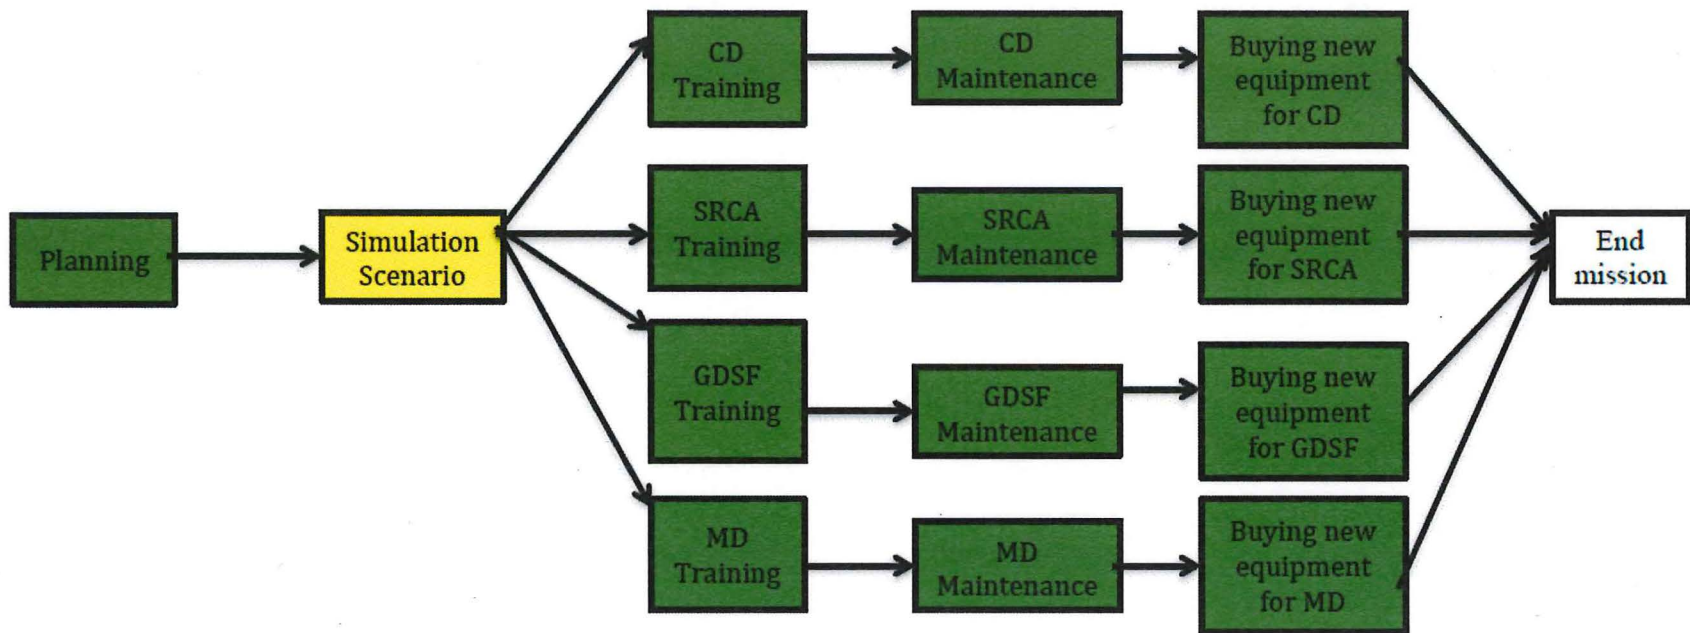 Planning
Simulation
Scenario
CD
Training
CD
Maintenance
Buying new
equipment
for CD
SRCA
Training
SRCA
Maintenance
Buying new
equipment
for SRCA
GDSF
Training
GDSF
Maintenance
Buying new
equipment
for GDSF
MD
Training
MD
Maintenance
Buying new
equipment
for MD
End
mission